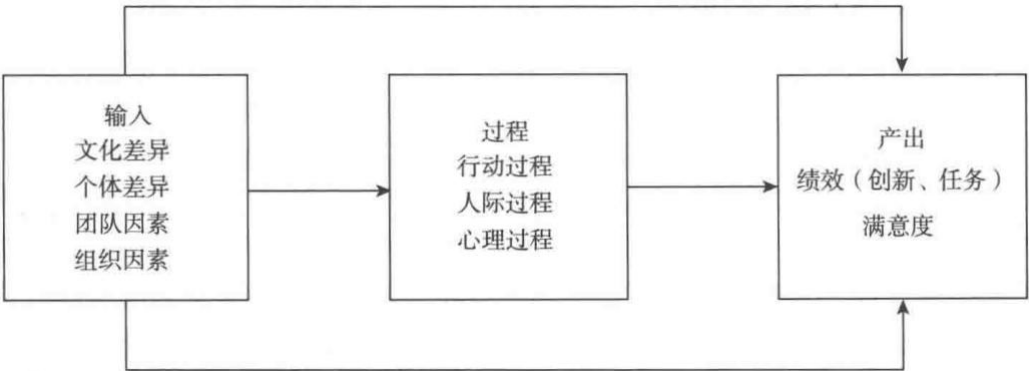 输入
文化差异
个体差异
团队因素
组织因素
过程
行动过程
人际过程
心理过程
产出
绩效（创新、任务）
满意度